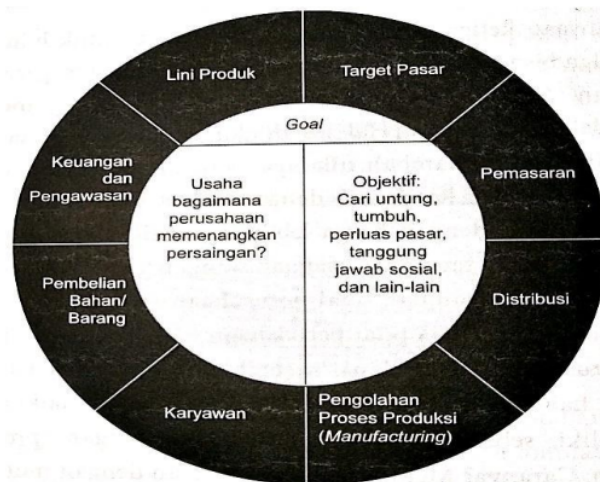 Lini Produk
Target Pasar
Goal
Keuangan
dan
Pengawasan
Usaha
bagaimana
perusahaan
memenangkan
persaingan?
Objektif:
Cari untung,
tumbuh,
perluas pasar,
tanggung
jawab sosial,
dan lain-lain
Pemasaran
Pembelian
Bahan/
Barang
Distribusi
Karyawan
Pengolahan
Proses Produksi
(Manufacturing)